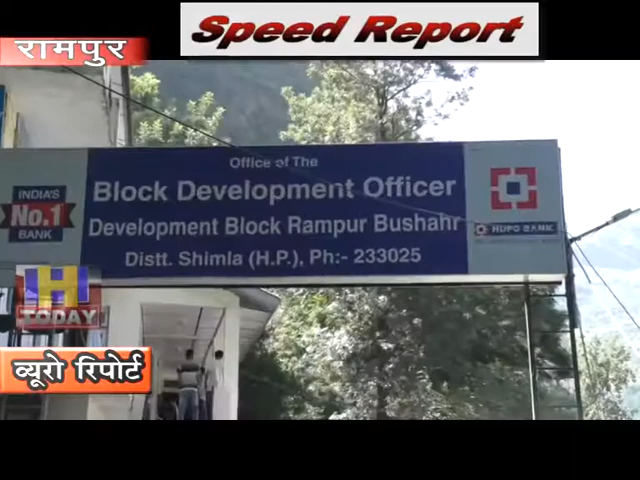 Speed Report
रामपुर
Office of The
Block Development Officer
Development Block Rampur Bushahr
Distt. Shimla (H.P.), Ph:- 233025
INDIA'S
No.1
BANK
HDFC BANK
H
TODAY
व्यूरो रिपोर्ट